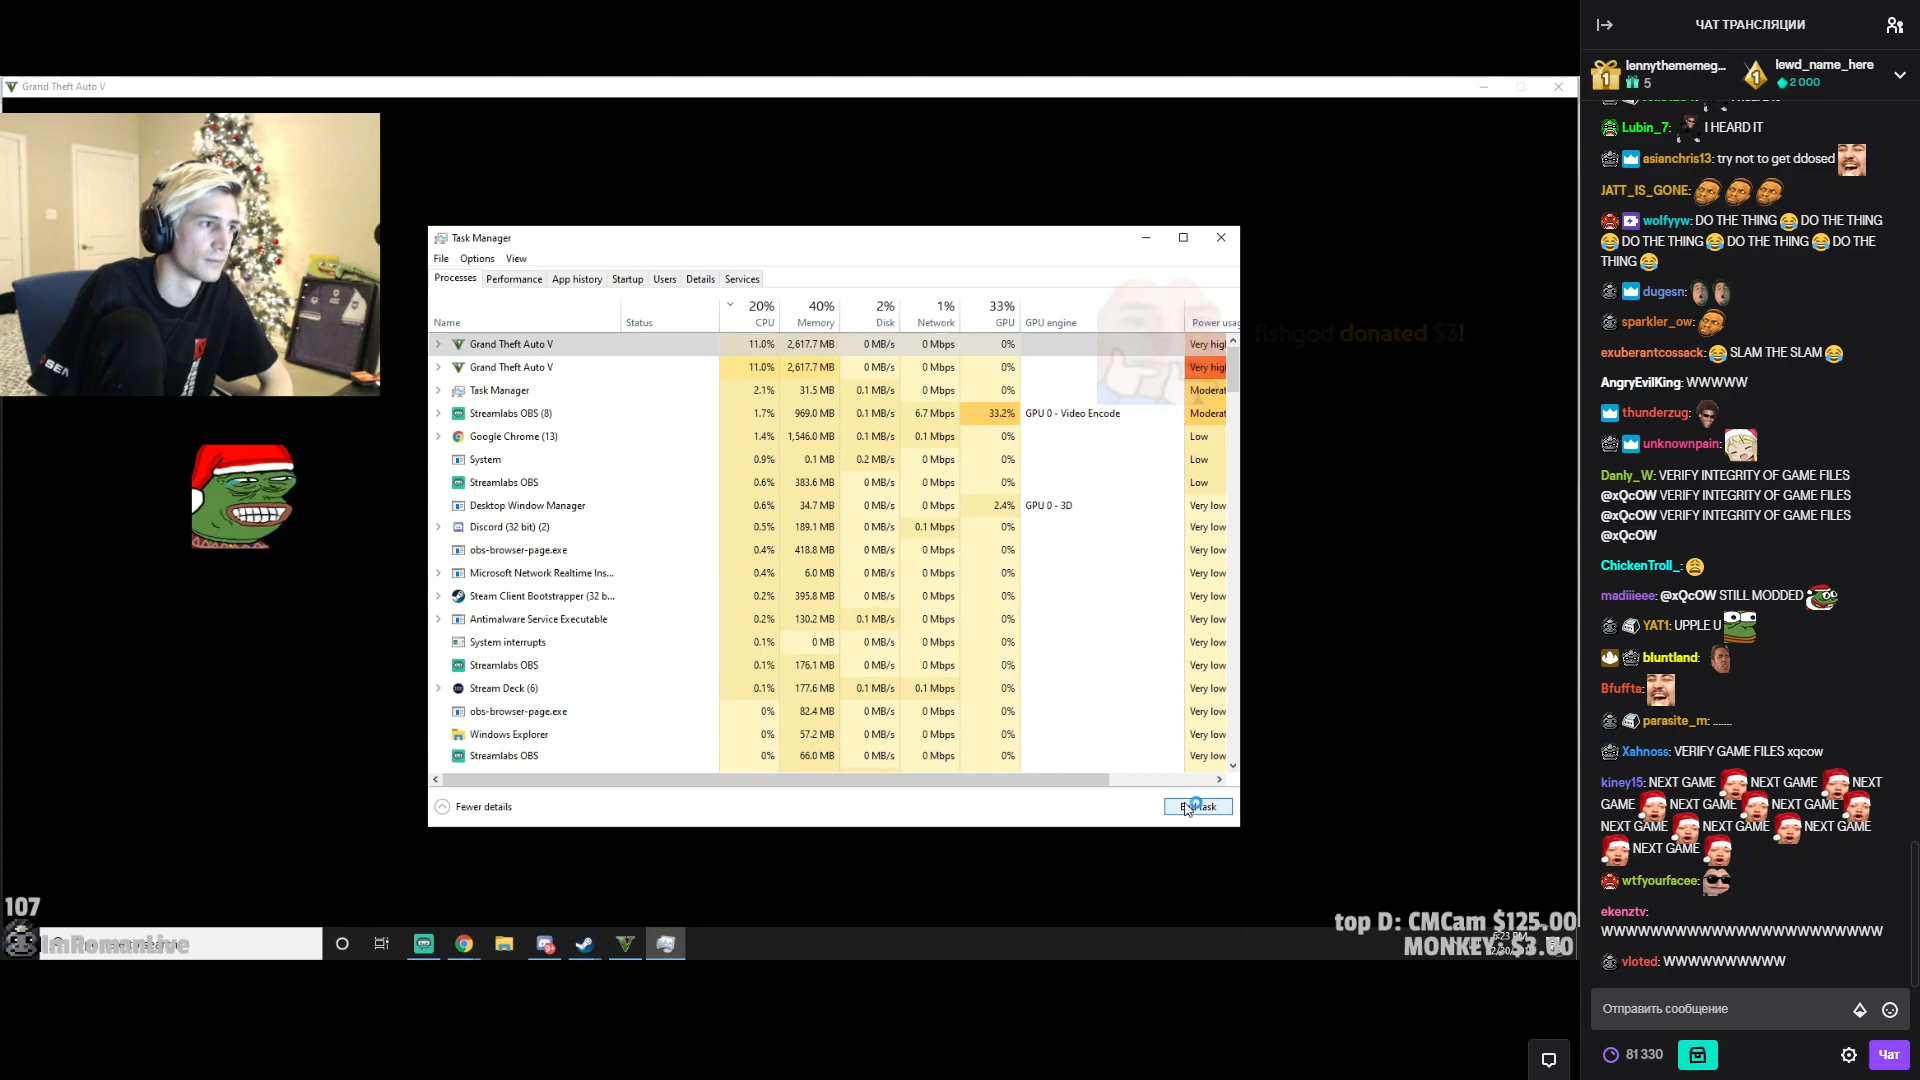 Grand Theft Auto V
Task Manager
File Options View
Processes Performance App history Startup Users Details Services
20% 40% 2% 1% 33%
Name Status CPU Memory Disk Network GPU GPU engine Power usag
Grand Theft Auto V 11.0% 2,617.7 MB 0 MB/s 0 Mbps 0% Very high
Grand Theft Auto V 11.0% 2,617.7 MB 0 MB/s 0 Mbps 0% Very high
Task Manager 2.1% 31.5 MB 0.1 MB/s 0 Mbps 0% Moderat
Streamlabs OBS (8) 1.7% 969.0 MB 0.1 MB/s 6.7 Mbps 33.2% GPU 0 - Video Encode Moderat
Google Chrome (13) 1.4% 1,546.0 MB 0.1 MB/s 0.1 Mbps 0% Low
System 0.9% 0.1 MB 0.2 MB/s 0 Mbps 0% Low
Streamlabs OBS 0.6% 383.6 MB 0 MB/s 0 Mbps 0% Low
Desktop Window Manager 0.6% 34.7 MB 0 MB/s 0 Mbps 2.4% GPU 0 - 3D Very low
Discord (32 bit) (2) 0.5% 189.1 MB 0 MB/s 0.1 Mbps 0% Very low
obs-browser-page.exe 0.4% 418.8 MB 0 MB/s 0 Mbps 0% Very low
Microsoft Network Realtime Ins... 0.4% 6.0 MB 0 MB/s 0 Mbps 0% Very low
Steam Client Bootstrapper (32 b... 0.2% 395.8 MB 0 MB/s 0 Mbps 0% Very low
Antimalware Service Executable 0.2% 130.2 MB 0.1 MB/s 0 Mbps 0% Very low
System interrupts 0.1% 0 MB 0 MB/s 0 Mbps 0% Very low
Streamlabs OBS 0.1% 176.1 MB 0 MB/s 0 Mbps 0% Very low
Stream Deck (6) 0.1% 177.6 MB 0.1 MB/s 0.1 Mbps 0% Very low
obs-browser-page.exe 0% 82.4 MB 0 MB/s 0 Mbps 0% Very low
Windows Explorer 0% 57.2 MB 0 MB/s 0 Mbps 0% Very low
Streamlabs OBS 0% 66.0 MB 0 MB/s 0 Mbps 0% Very low
Fewer details
fishgod donated $3!
107
ImRomanLive
top D: CMCam $125.00
MONKEY: $3.00
ЧАТ ТРАНСЛЯЦИИ
lennythememeg... 5
lewd_name_here 2 000
Lubin_7: I HEARD IT
asianchris13: try not to get ddosed
JATT_IS_GONE:
wolfyyw: DO THE THING 😂 DO THE THING
😂 DO THE THING 😂 DO THE THING 😂 DO THE
THING 😂
dugesn:
sparkler_ow:
exuberantcossack: 😂 SLAM THE SLAM 😂
AngryEvilKing: WWWWW
thunderzug:
unknownpain:
Danly_W: VERIFY INTEGRITY OF GAME FILES
@xQcOW VERIFY INTEGRITY OF GAME FILES
@xQcOW VERIFY INTEGRITY OF GAME FILES
@xQcOW
ChickenTroll_: 😩
madiiieee: @xQcOW STILL MODDED
YAT1: UPPLE U
bluntland:
Bfuffta:
parasite_m: .......
Xahnoss: VERIFY GAME FILES xqcow
kiney15: NEXT GAME NEXT GAME NEXT
GAME NEXT GAME NEXT GAME
NEXT GAME NEXT GAME NEXT GAME
NEXT GAME
wtfyourfacee:
ekenztv:
WWWWWWWWWWWWWWWWWWWWWWW
vloted: WWWWWWWWWW
Отправить сообщение
81 330
Чат